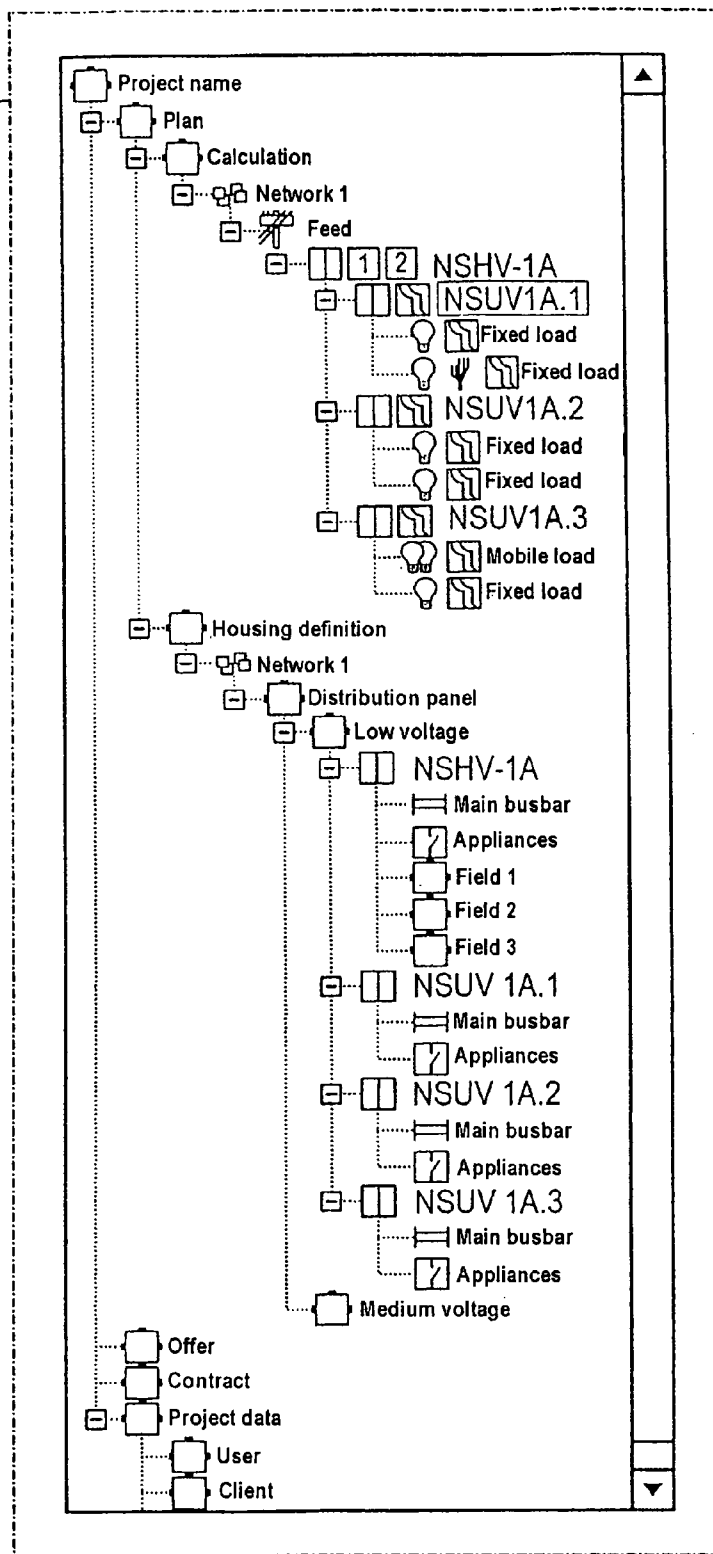 Project name
Plan
Calculation
Network 1
Feed
1 2 NSHV-1A
NSUV1A.1
Fixed load
Fixed load
NSUV1A.2
Fixed load
Fixed load
NSUV1A.3
Mobile load
Fixed load
Housing definition
Network 1
Distribution panel
Low voltage
NSHV-1A
Main busbar
Appliances
Field 1
Field 2
Field 3
NSUV 1A.1
Main busbar
Appliances
NSUV 1A.2
Main busbar
Appliances
NSUV 1A.3
Main busbar
Appliances
Medium voltage
Offer
Contract
Project data
User
Client